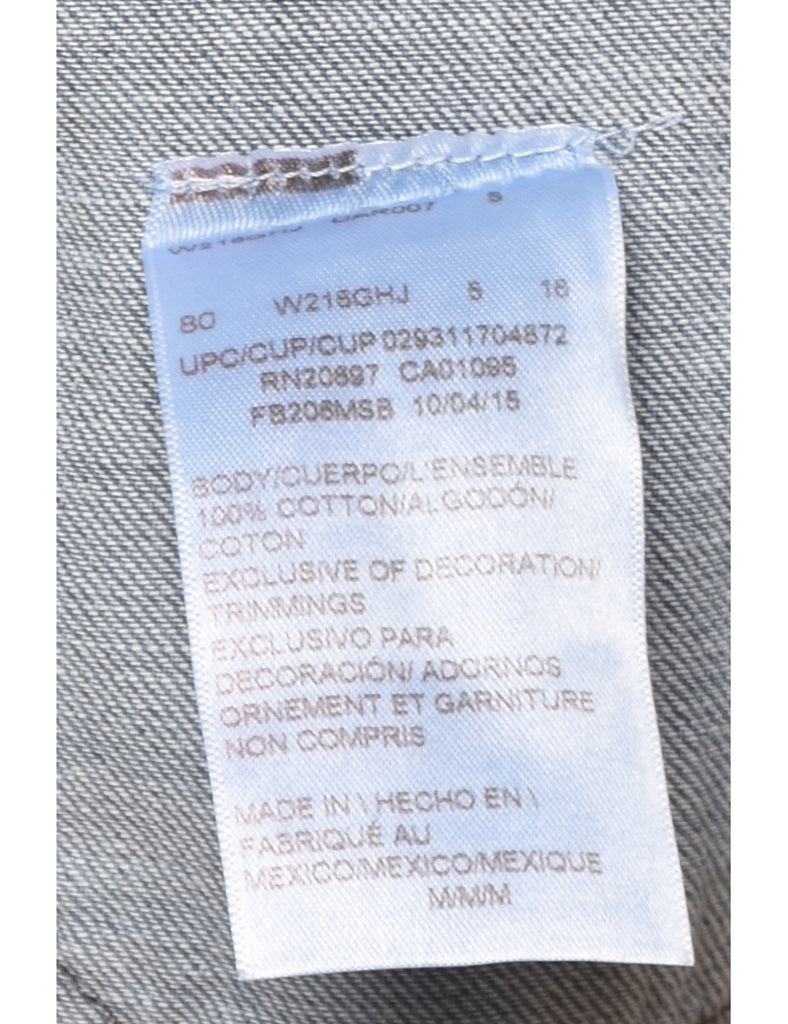 80 W216GHJ 5 16
UPC/CUP/CUP 029311704872
RN20697 CA01095
FB206MSB 10/04/15
BODY/CUERPO/L'ENSEMBLE
100% COTTON/ALGODÓN/
COTON
EXCLUSIVE OF DECORATION/
TRIMMINGS
EXCLUSIVO PARA
DECORACIÓN/ ADORNOS
ORNEMENT ET GARNITURE
NON COMPRIS
MADE IN \ HECHO EN \
FABRIQUÉ AU
MEXICO/MEXICO/MEXIQUE
M/M/M